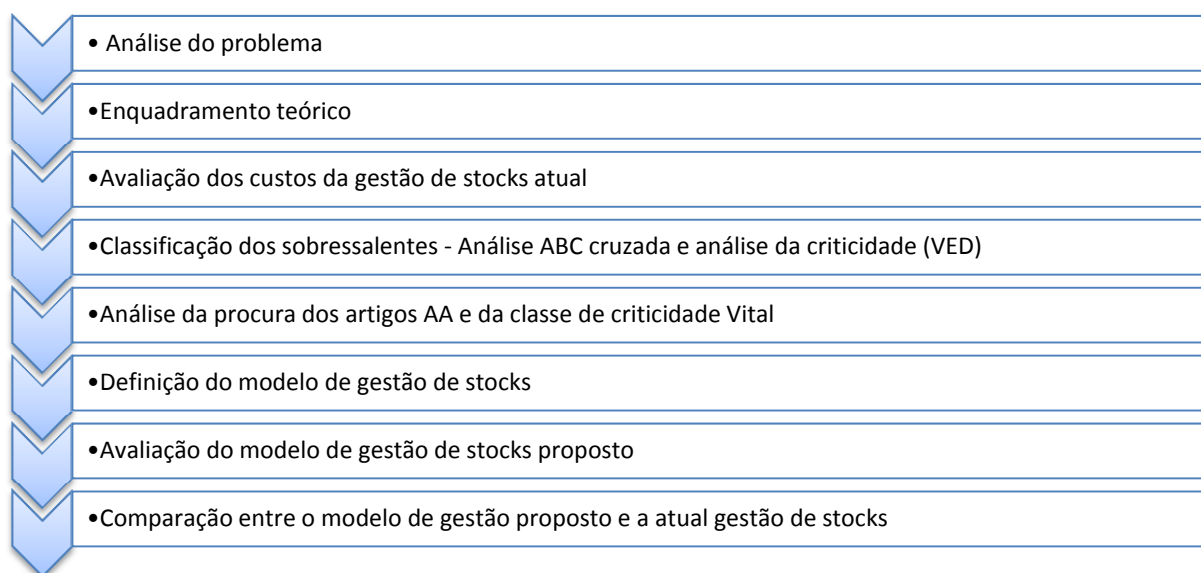 • Análise do problema
•Enquadramento teórico
•Avaliação dos custos da gestão de stocks atual
•Classificação dos sobressalentes - Análise ABC cruzada e análise da criticidade (VED)
•Análise da procura dos artigos AA e da classe de criticidade Vital
•Definição do modelo de gestão de stocks
•Avaliação do modelo de gestão de stocks proposto
•Comparação entre o modelo de gestão proposto e a atual gestão de stocks